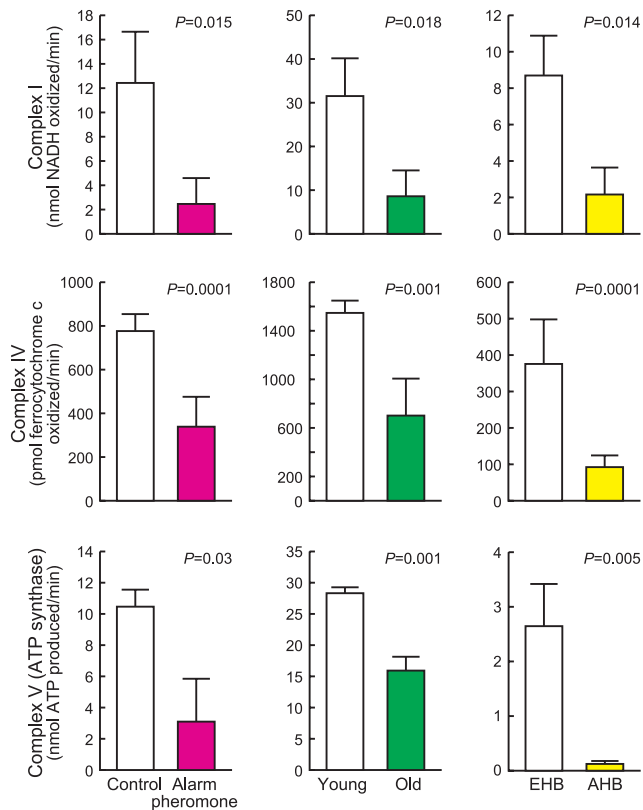 Complex I
(nmol NADH oxidized/min)
18
16
14
12
10
8
6
4
2
0
P=0.015
50
40
30
20
10
0
P=0.018
12
10
8
6
4
2
0
P=0.014
Complex IV
(pmol ferrocytochrome c
oxidized/min)
1000
800
600
400
200
0
P=0.0001
1800
1400
1000
600
200
0
P=0.001
600
500
400
300
200
100
0
P=0.0001
Complex V (ATP synthase)
(nmol ATP produced/min)
14
12
10
8
6
4
2
0
P=0.03
Control
Alarm
pheromone
35
30
25
20
15
10
5
0
P=0.001
Young
Old
4
3
2
1
0
P=0.005
EHB
AHB